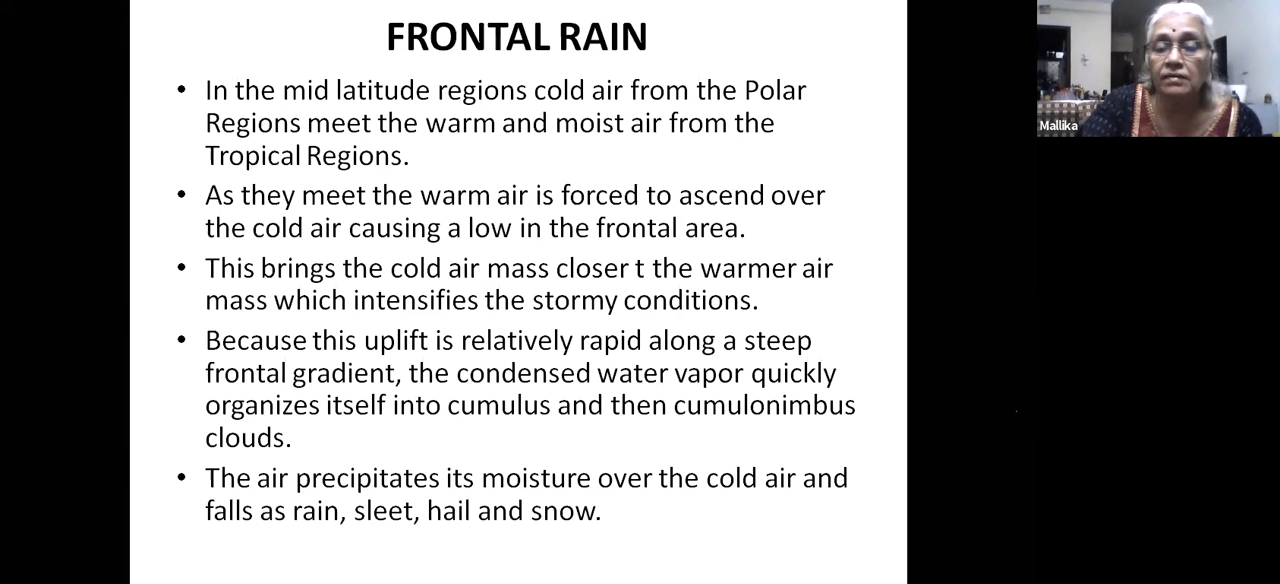 FRONTAL RAIN
• In the mid latitude regions cold air from the Polar
Regions meet the warm and moist air from the
Tropical Regions.
• As they meet the warm air is forced to ascend over
the cold air causing a low in the frontal area.
• This brings the cold air mass closer t the warmer air
mass which intensifies the stormy conditions.
• Because this uplift is relatively rapid along a steep
frontal gradient, the condensed water vapor quickly
organizes itself into cumulus and then cumulonimbus
clouds.
• The air precipitates its moisture over the cold air and
falls as rain, sleet, hail and snow.
Mallika